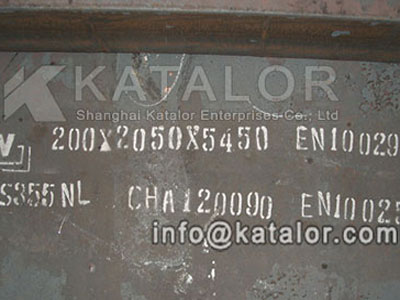 KATALOR
Shanghai Katalor Enterprises Co., Ltd
200X2050X5450 EN10029
S355NL CHA120090 EN10025
info@katalor.com